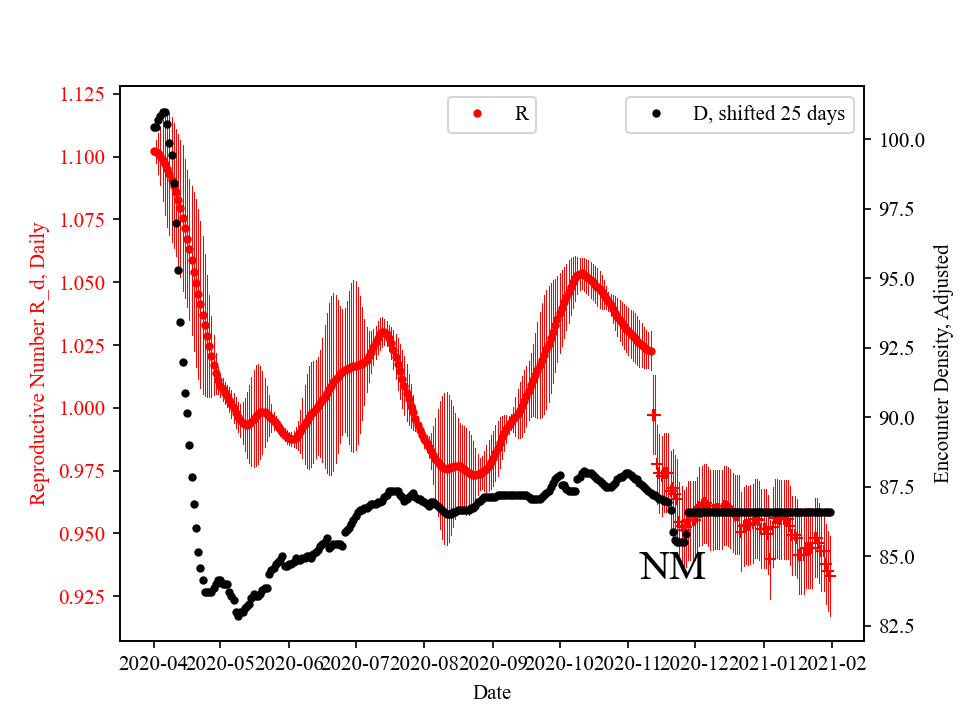 R
D, shifted 25 days
1.125
1.100
1.075
1.050
1.025
1.000
0.975
0.950
0.925
Reproductive Number R_d, Daily
100.0
97.5
95.0
92.5
90.0
87.5
85.0
82.5
Encounter Density, Adjusted
NM
2020-04 2020-05 2020-06 2020-07 2020-08 2020-09 2020-10 2020-11 2020-12 2021-01 2021-02
Date